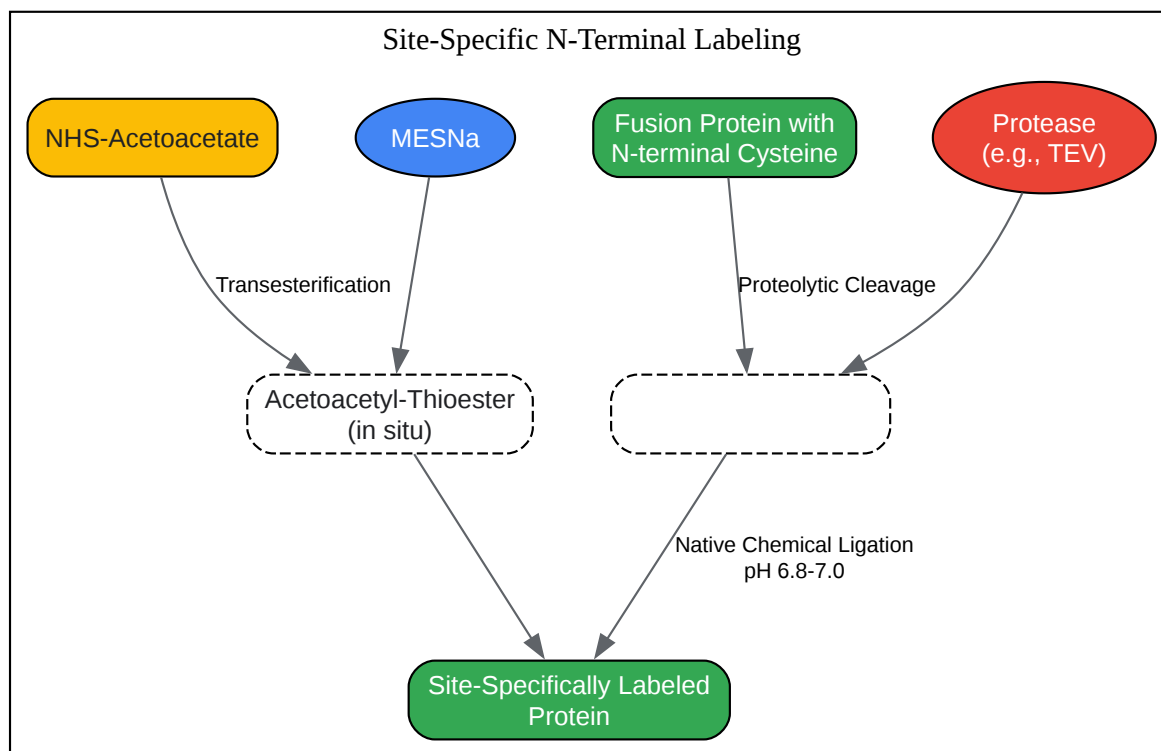 Site-Specific N-Terminal Labeling
NHS-Acetoacetate
MESNa
Fusion Protein with
N-terminal Cysteine
Protease
(e.g., TEV)
Transesterification
Proteolytic Cleavage
Acetoacetyl-Thioester
(in situ)
Native Chemical Ligation
pH 6.8-7.0
Site-Specifically Labeled
Protein